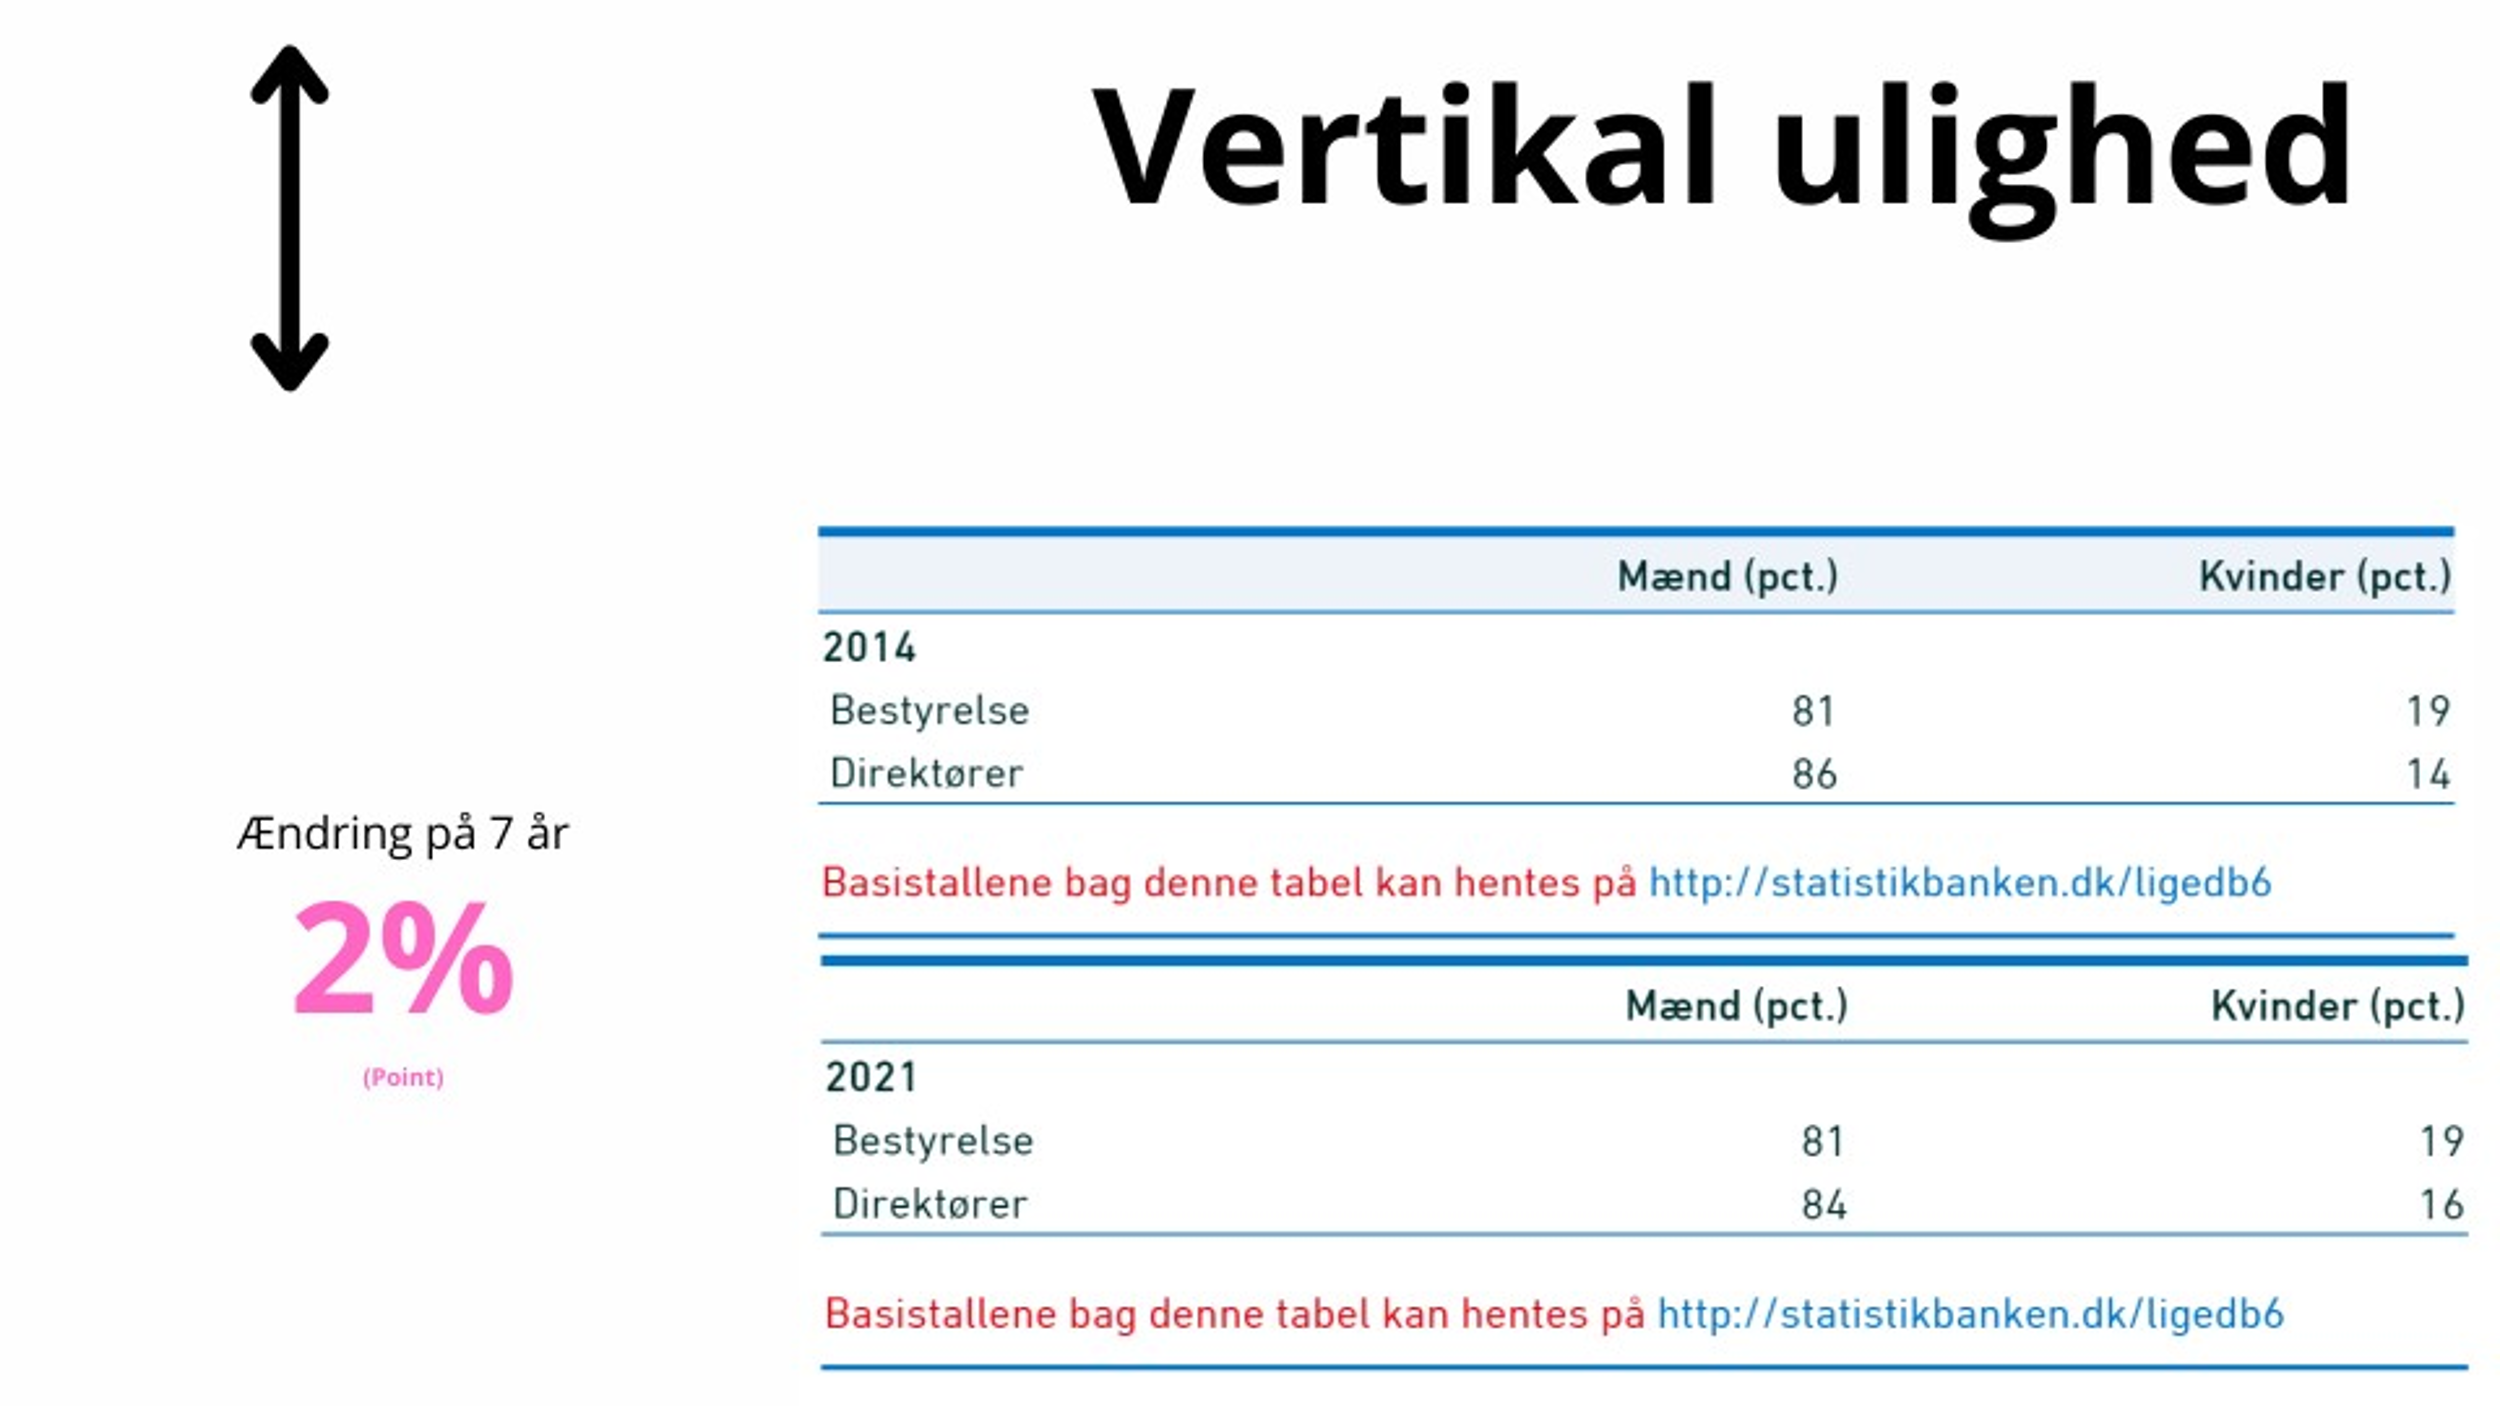 Vertikal ulighed
Ændring på 7 år
2%
(Point)
Mænd (pct.) Kvinder (pct.)
2014
Bestyrelse 81 19
Direktører 86 14
Basistallene bag denne tabel kan hentes på http://statistikbanken.dk/ligedb6
Mænd (pct.) Kvinder (pct.)
2021
Bestyrelse 81 19
Direktører 84 16
Basistallene bag denne tabel kan hentes på http://statistikbanken.dk/ligedb6